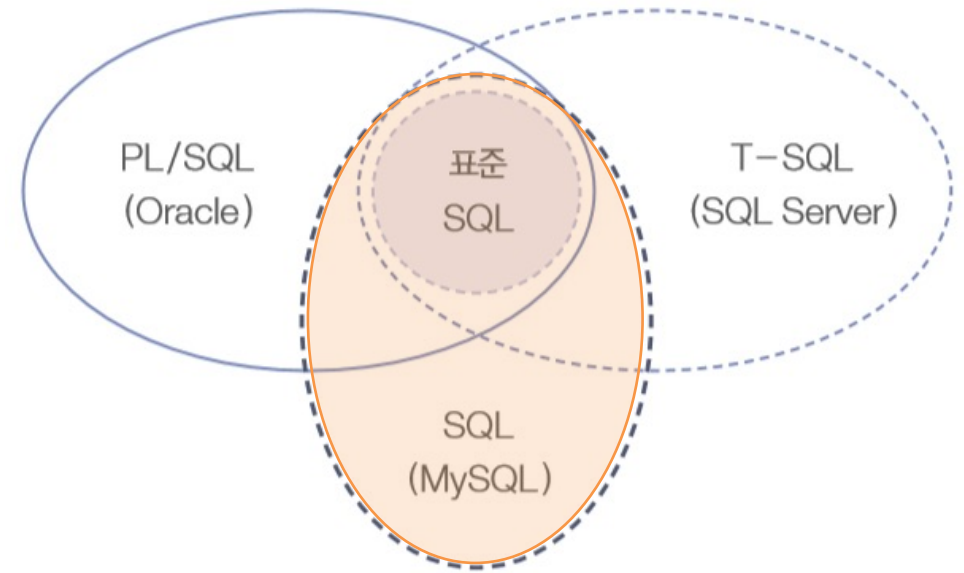 PL/SQL
(Oracle)
표준
SQL
T-SQL
(SQL Server)
SQL
(MySQL)